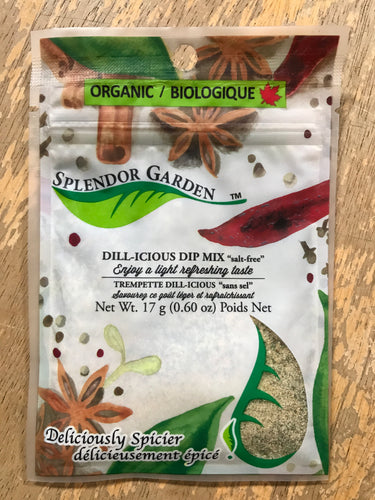 ORGANIC / BIOLOGIQUE
SPLENDOR GARDEN ™
DILL-ICIOUS DIP MIX "salt-free"
Enjoy a light refreshing taste
TREMPETTE DILL-ICIOUS "sans sel"
Savourez ce goût léger et rafraichissant
Net Wt. 17 g (0.60 oz) Poids Net
Deliciously Spicier
délicieusement épicé